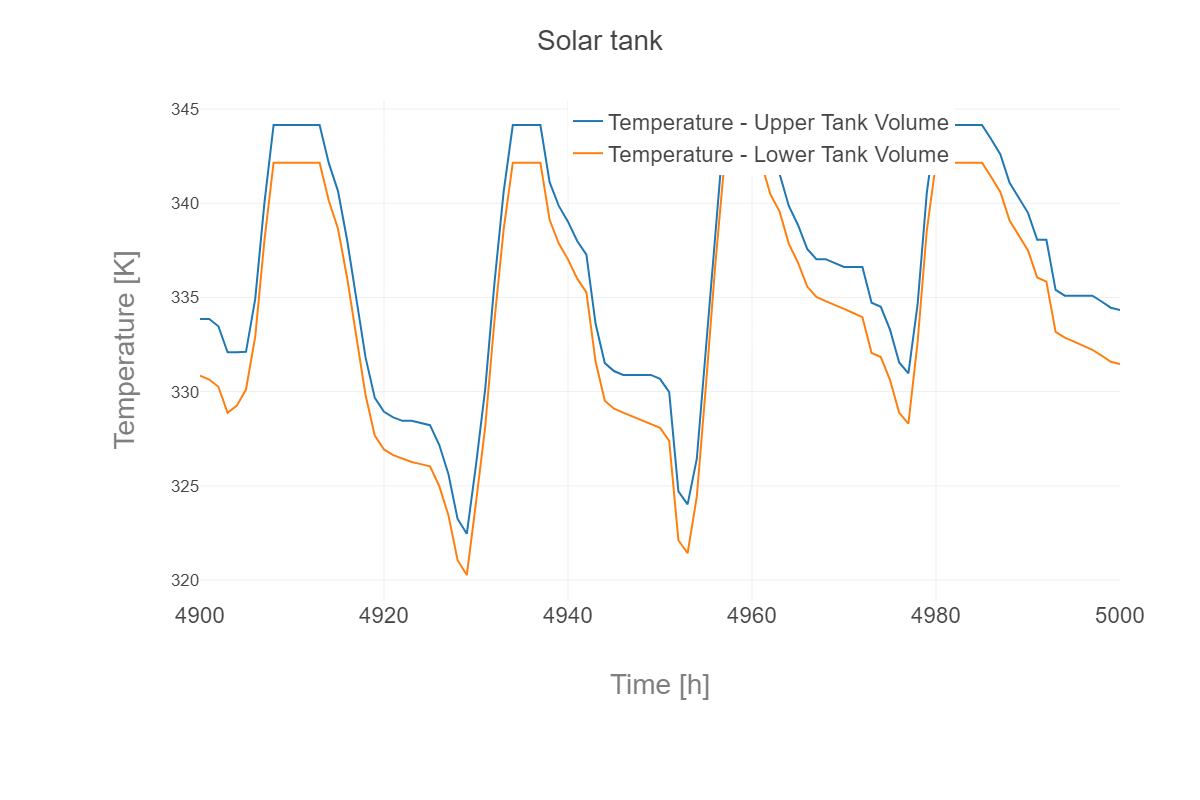 Solar tank
Temperature - Upper Tank Volume
Temperature - Lower Tank Volume
Temperature [K]
345
340
335
330
325
320
4900 4920 4940 4960 4980 5000
Time [h]